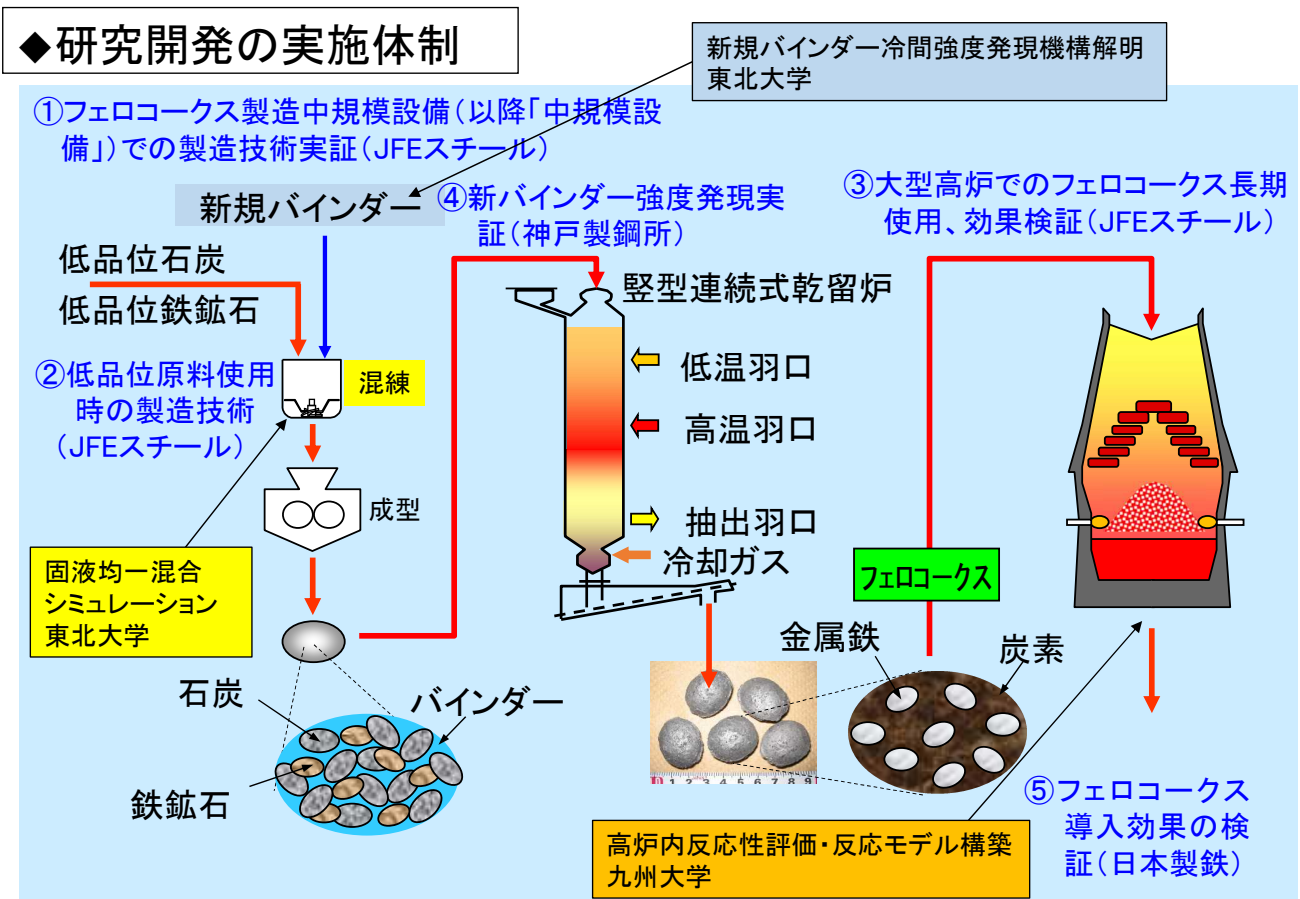 ◆研究開発の実施体制
新規バインダー冷間強度発現機構解明
東北大学
①フェロコークス製造中規模設備(以降「中規模設
備」)での製造技術実証(JFEスチール)
新規バインダー
④新バインダー強度発現実
証(神戸製鋼所)
③大型高炉でのフェロコークス長期
使用、効果検証(JFEスチール)
低品位石炭
低品位鉄鉱石
竪型連続式乾留炉
②低品位原料使用
時の製造技術
(JFEスチール)
混練
低温羽口
高温羽口
成型
抽出羽口
冷却ガス
固液均一混合
シミュレーション
東北大学
フェロコークス
金属鉄
炭素
石炭
バインダー
鉄鉱石
0 1 2 3 4 5 6 7 8 9
⑤フェロコークス
導入効果の検
証(日本製鉄)
高炉内反応性評価・反応モデル構築
九州大学